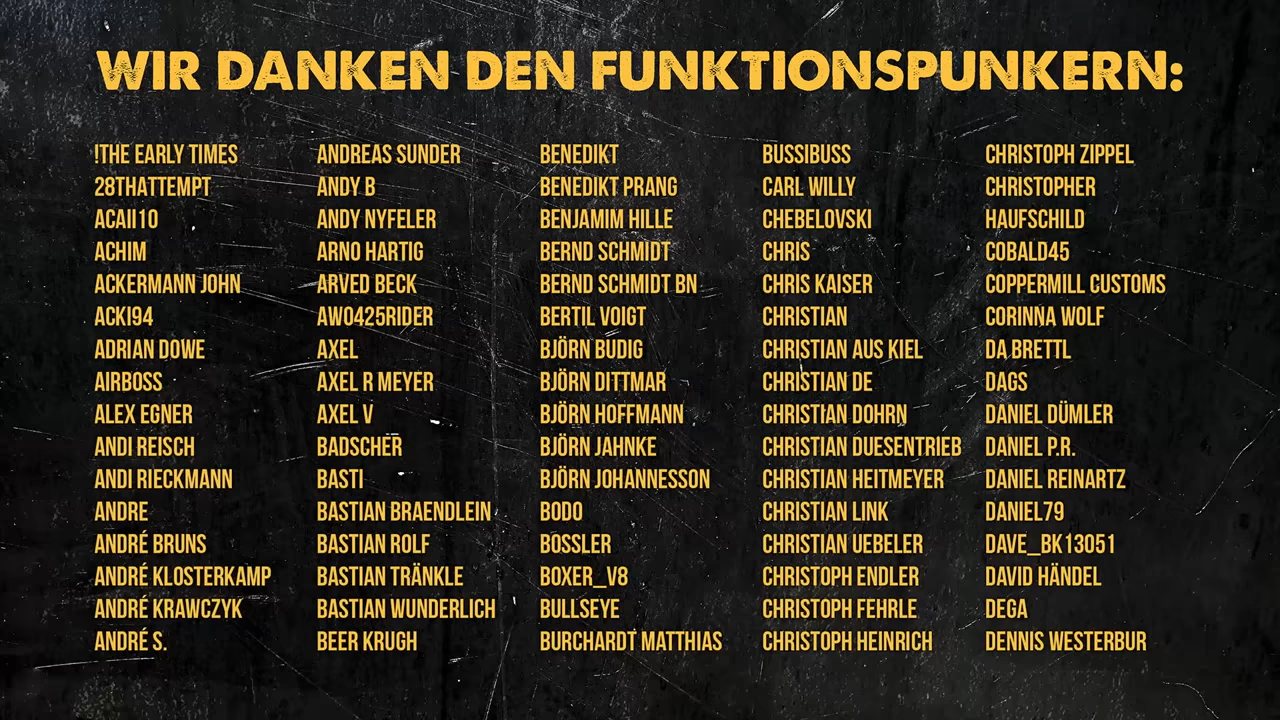 WIR DANKEN DEN FUNKTIONSPUNKERN:
!THE EARLY TIMES
28THATTEMPT
ACAII10
ACHIM
ACKERMANN JOHN
ACKI94
ADRIAN DOWE
AIRBOSS
ALEX EGNER
ANDI REISCH
ANDI RIECKMANN
ANDRE
ANDRÉ BRUNS
ANDRÉ KLOSTERKAMP
ANDRÉ KRAWCZYK
ANDRÉ S.
ANDREAS SUNDER
ANDY B
ANDY NYFELER
ARNO HARTIG
ARVED BECK
AWO425RIDER
AXEL
AXEL R MEYER
AXEL V
BADSCHER
BASTI
BASTIAN BRAENDLEIN
BASTIAN ROLF
BASTIAN TRÄNKLE
BASTIAN WUNDERLICH
BEER KRUGH
BENEDIKT
BENEDIKT PRANG
BENJAMIM HILLE
BERND SCHMIDT
BERND SCHMIDT BN
BERTIL VOIGT
BJÖRN BUDIG
BJÖRN DITTMAR
BJÖRN HOFFMANN
BJÖRN JAHNKE
BJÖRN JOHANNESSON
BODO
BOSSLER
BOXER_V8
BULLSEYE
BURCHARDT MATTHIAS
BUSSIBUSS
CARL WILLY
CHEBELOVSKI
CHRIS
CHRIS KAISER
CHRISTIAN
CHRISTIAN AUS KIEL
CHRISTIAN DE
CHRISTIAN DOHRN
CHRISTIAN DUESENTRIEB
CHRISTIAN HEITMEYER
CHRISTIAN LINK
CHRISTIAN UEBELER
CHRISTOPH ENDLER
CHRISTOPH FEHRLE
CHRISTOPH HEINRICH
CHRISTOPH ZIPPEL
CHRISTOPHER
HAUFSCHILD
COBALD45
COPPERMILL CUSTOMS
CORINNA WOLF
DA BRETTL
DAGS
DANIEL DÜMLER
DANIEL P.R.
DANIEL REINARTZ
DANIEL79
DAVE_BK13051
DAVID HÄNDEL
DEGA
DENNIS WESTERBUR